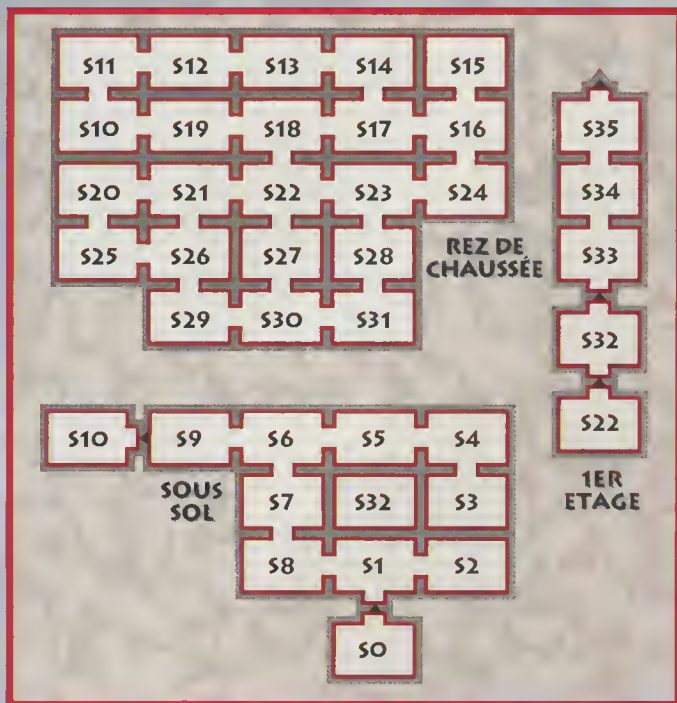 S11 S12 S13 S14 S15
S10 S19 S18 S17 S16
S20 S21 S22 S23 S24
S25 S26 S27 S28
S29 S30 S31
REZ DE
CHAUSSÉE
S35
S34
S33
S32
S22
1ER
ETAGE
S10 S9 S6 S5 S4
SOUS
SOL
S7 S32 S3
S8 S1 S2
S0